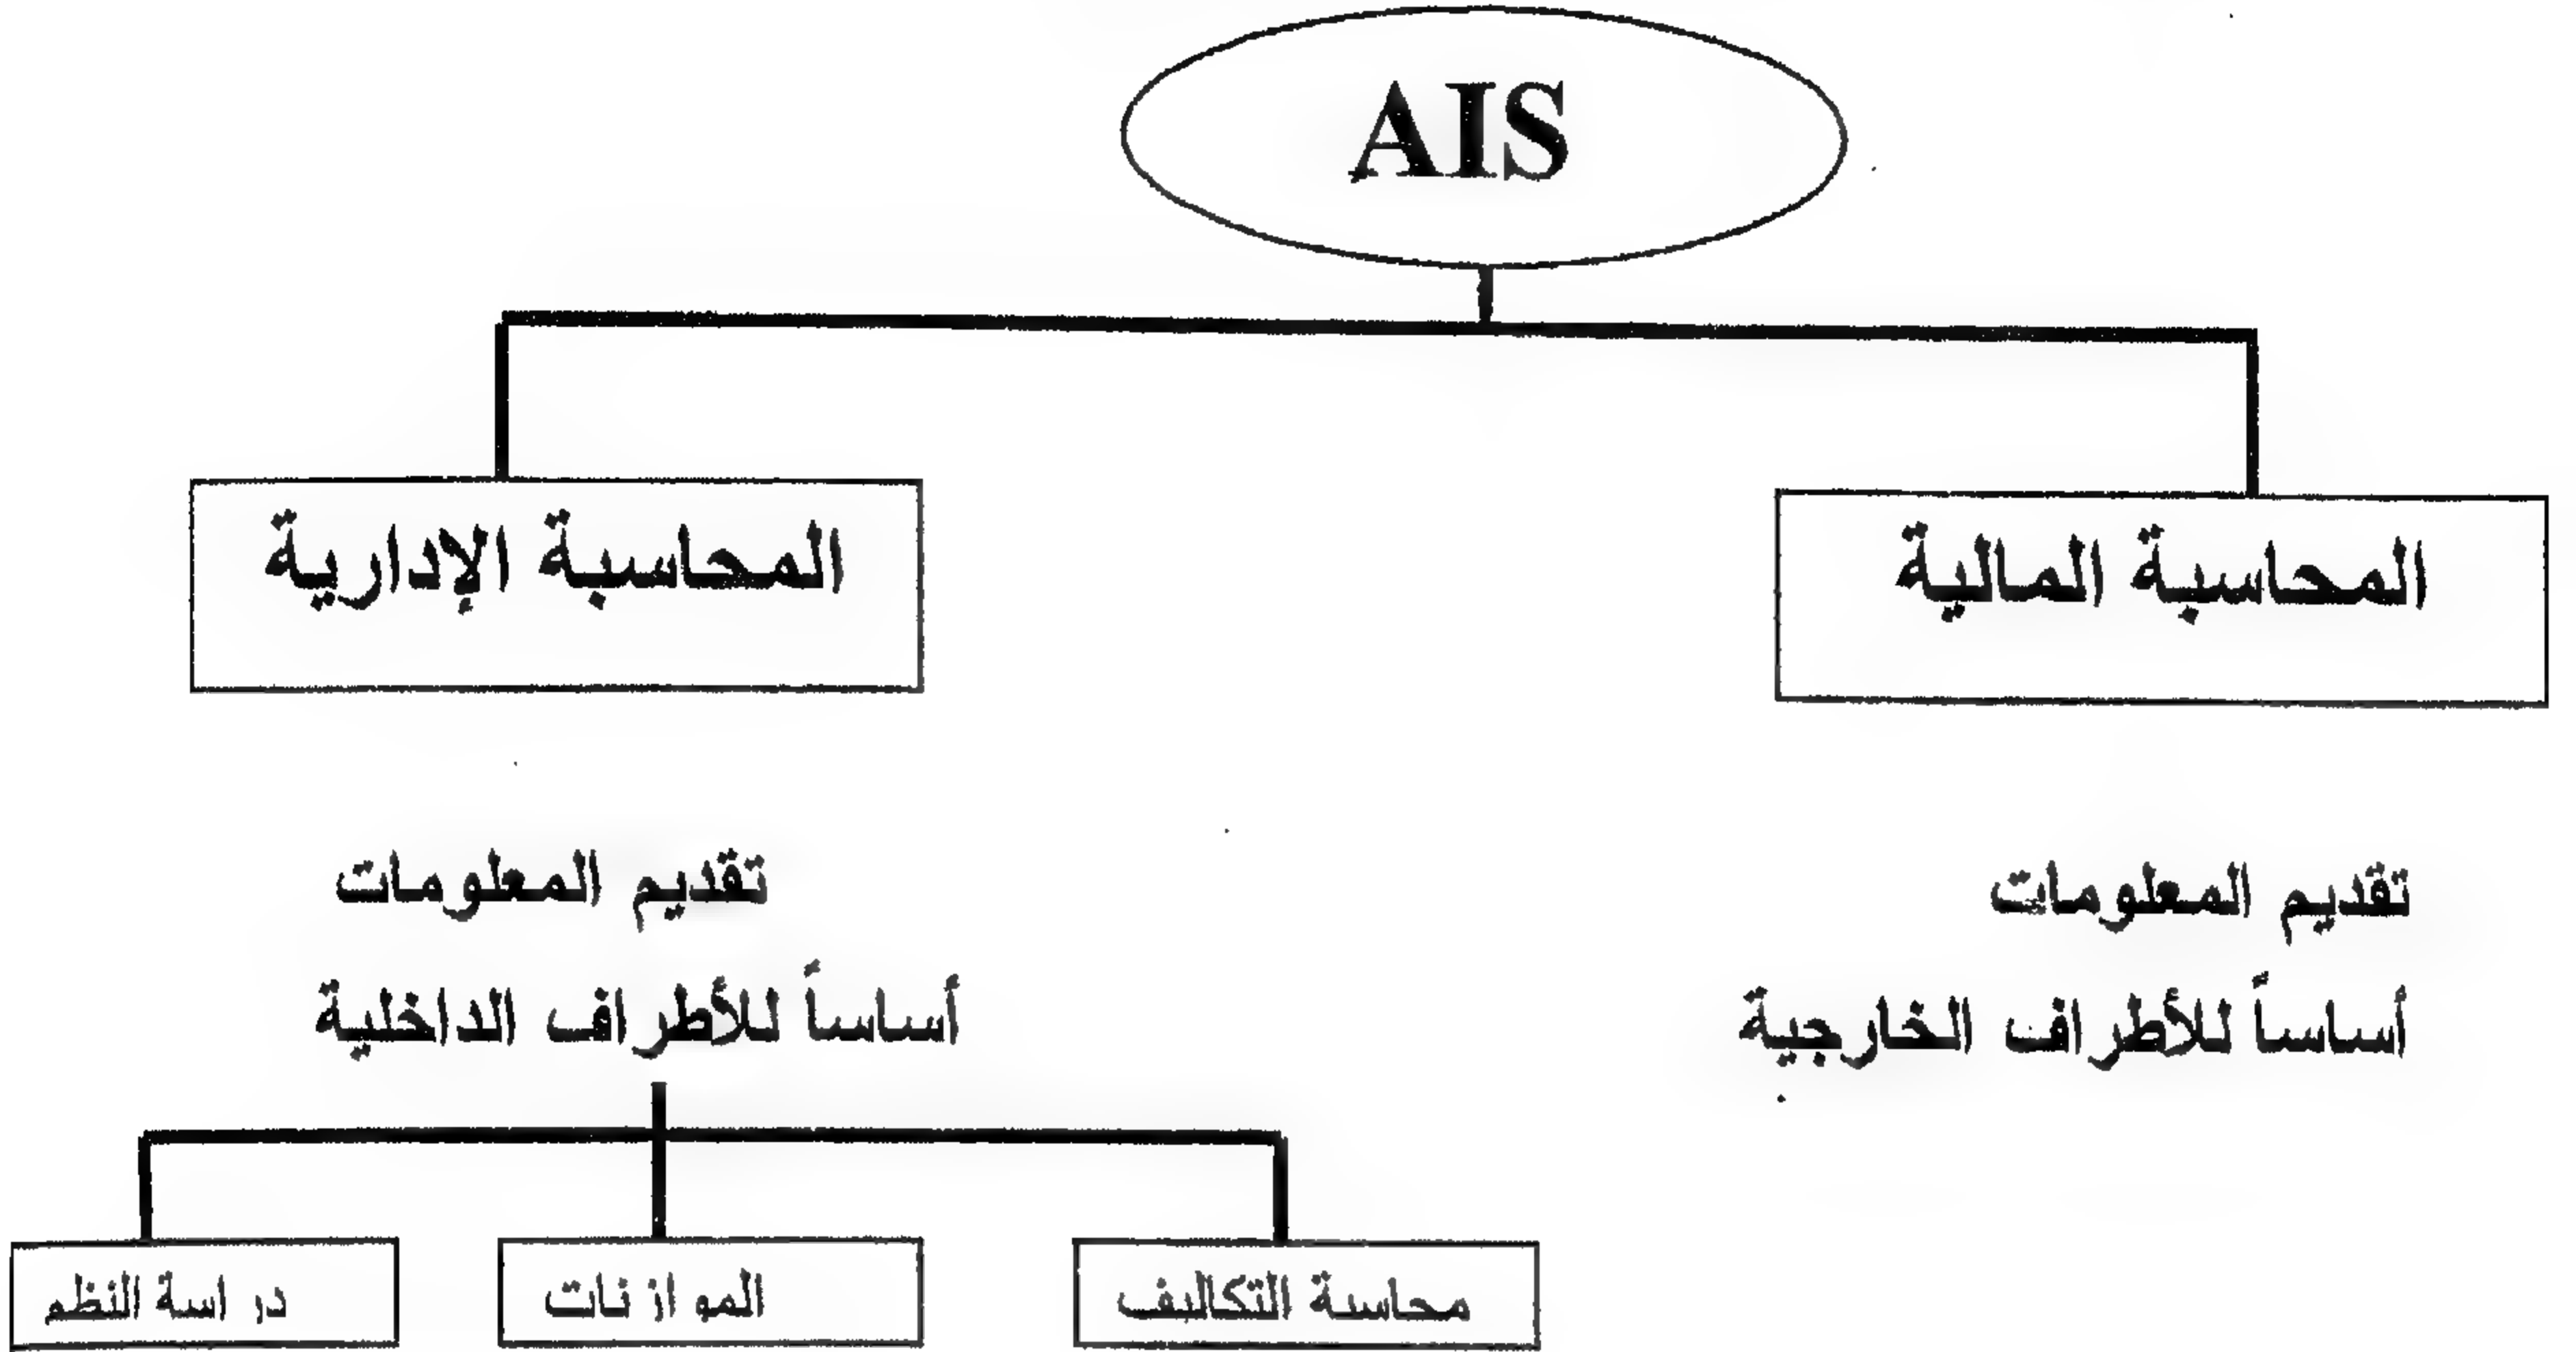 AIS
المحاسبة المالية
المحاسبة الإدارية
تقديم المعلومات
أساساً للأطراف الخارجية
تقديم المعلومات
أساساً للأطراف الداخلية
محاسبة التكاليف
الموازنات
دراسة النظم